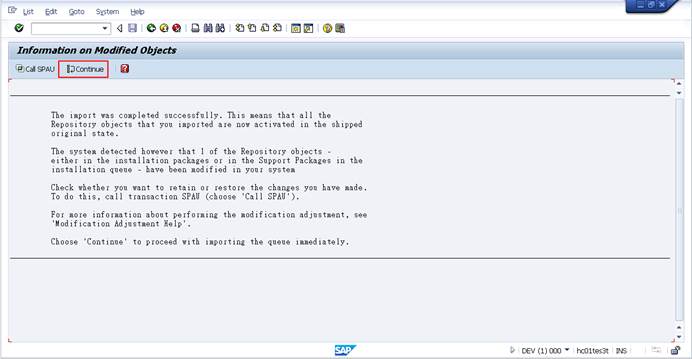 List Edit Goto System Help
Information on Modified Objects
Call SPAU Continue
The import was completed successfully. This means that all the
Repository objects that you imported are now activated in the shipped
original state.
The system detected however that 1 of the Repository objects -
either in the installation packages or in the Support Packages in the
installation queue - have been modified in your system
Check whether you want to retain or restore the changes you have made.
To do this, call transaction SPAU (choose 'Call SPAU').
For more information about performing the modification adjustment, see
'Modification Adjustment Help'.
Choose 'Continue' to proceed with importing the queue immediately.
SAP DEV (1) 000 hc01tes3t INS